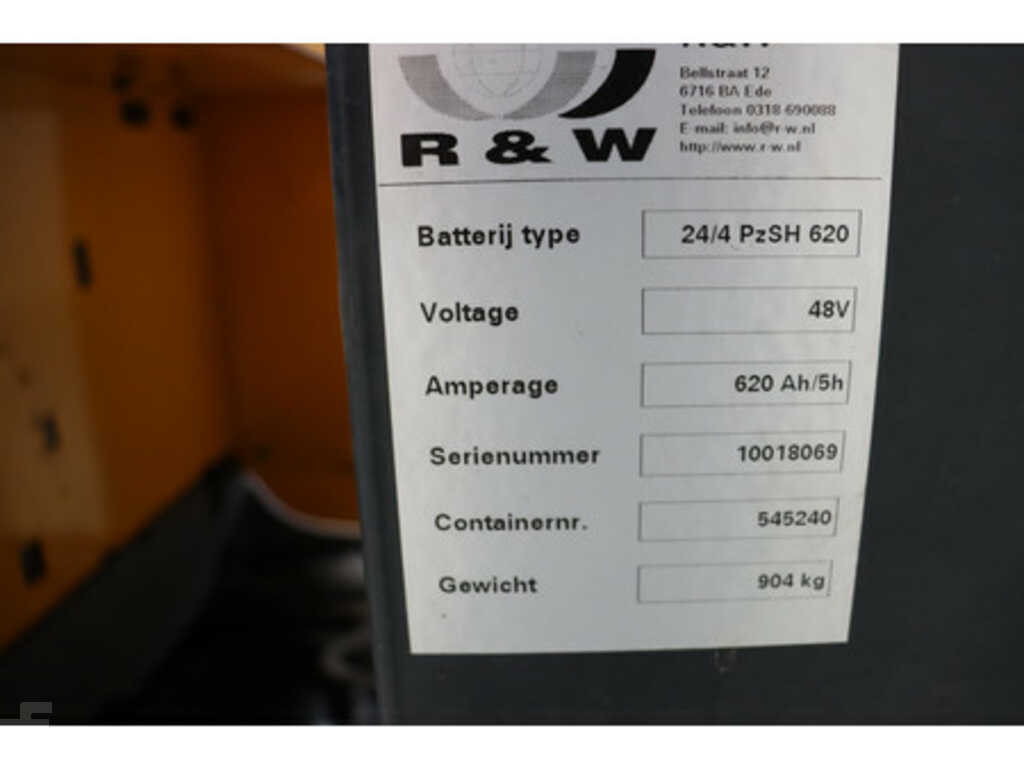 Bellstraat 12
6716 BA Ede
Telefoon 0318 690088
E-mail: info@r-w.nl
http://www.r-w.nl
R & W
Batterij type 24/4 PzSH 620
Voltage 48V
Amperage 620 Ah/5h
Serienummer 10018069
Containernr. 545240
Gewicht 904 kg